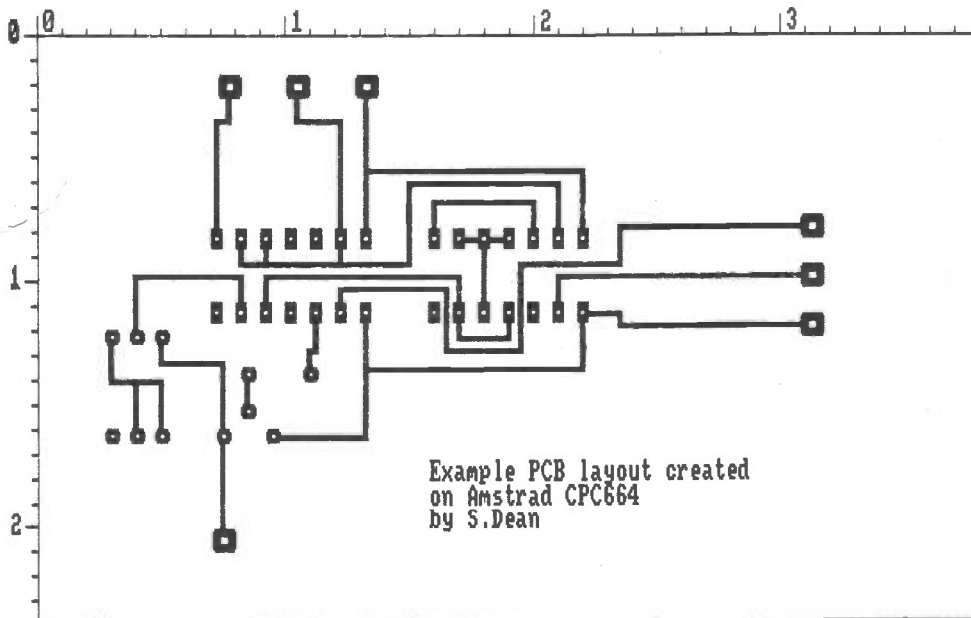 0 1 2 3
0
1
2
Example PCB layout created
on Amstrad CPC664
by S.Dean